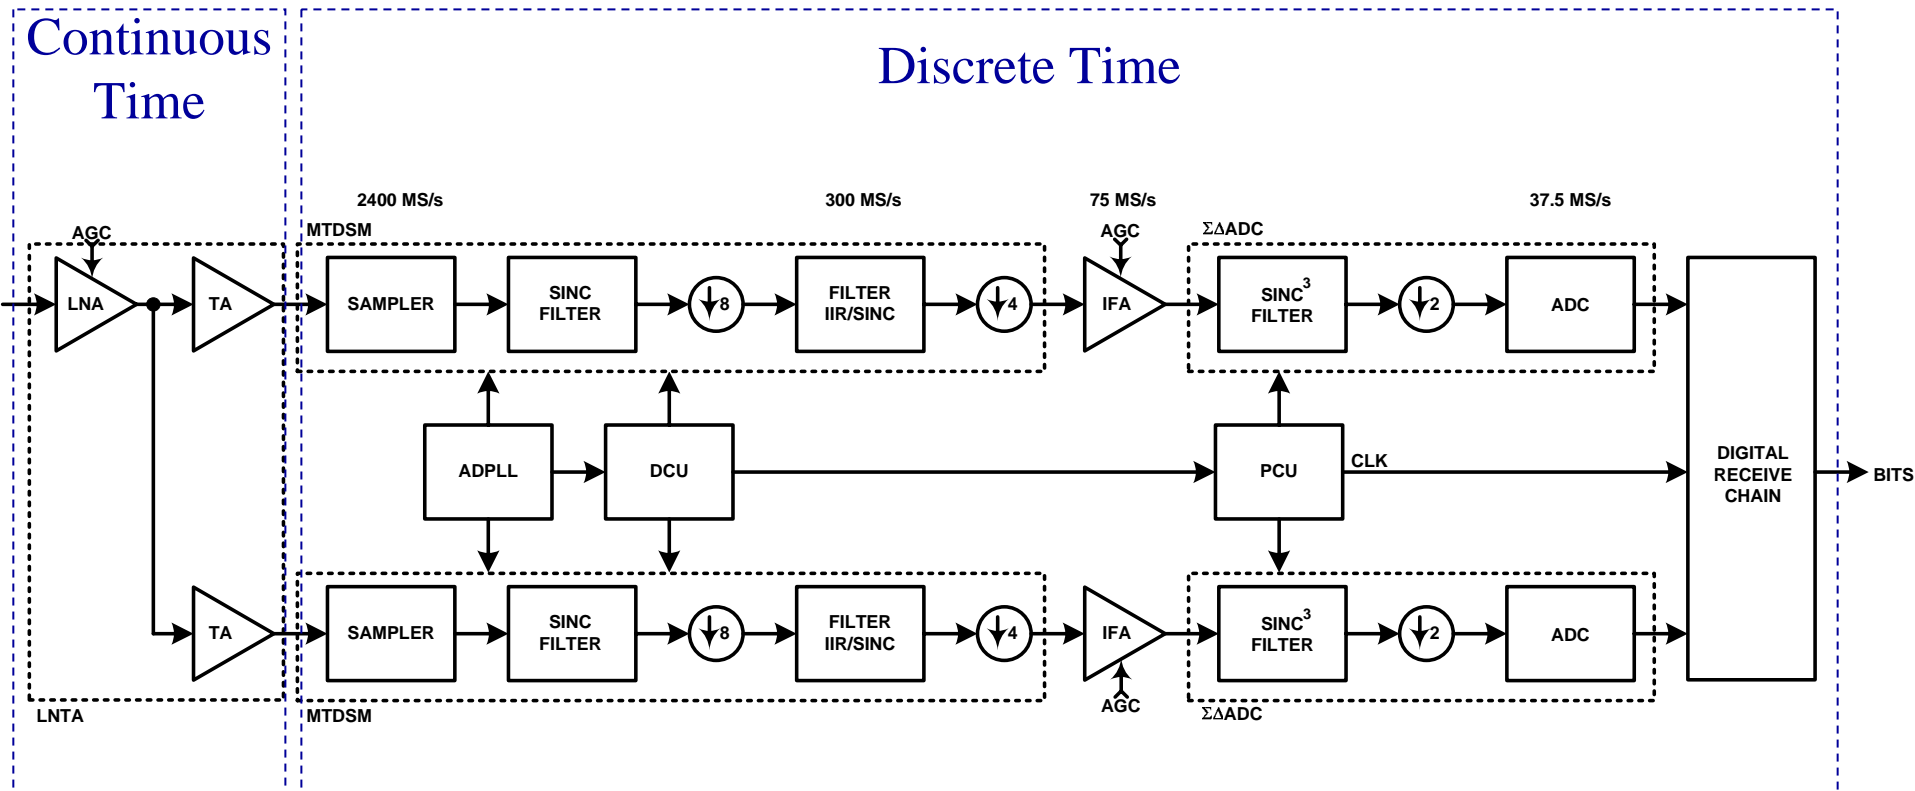 Continuous
Time
Discrete Time
2400 MS/s
300 MS/s
75 MS/s
37.5 MS/s
AGC
MTDSM
AGC
ΣΔADC
LNA
TA
SAMPLER
SINC
FILTER
8
FILTER
IIR/SINC
4
IFA
SINC³
FILTER
2
ADC
ADPLL
DCU
PCU
CLK
DIGITAL
RECEIVE
CHAIN
BITS
TA
SAMPLER
SINC
FILTER
8
FILTER
IIR/SINC
4
IFA
SINC³
FILTER
2
ADC
LNTA
MTDSM
AGC
ΣΔADC